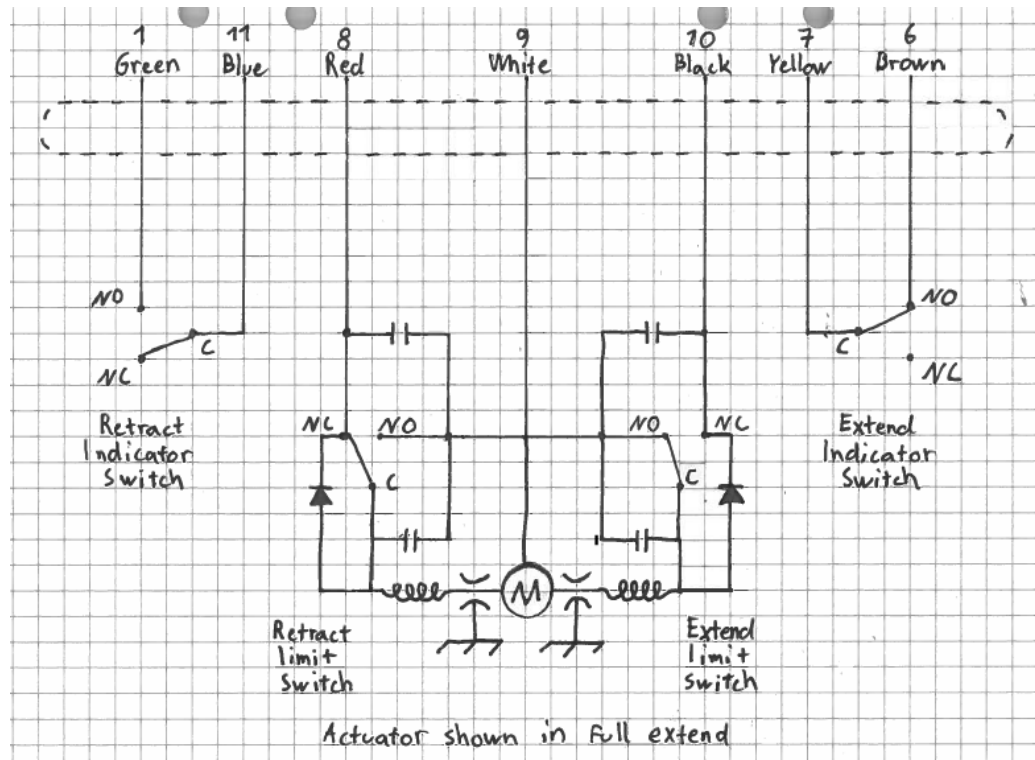 1 11 8 9 10 7 6
Green Blue Red White Black Yellow Brown
NO NO
C C
NC NC
NC NO NO NC
C C
Retract
Indicator
Switch
Extend
Indicator
Switch
M
Retract
limit
Switch
Extend
limit
Switch
Actuator shown in full extend